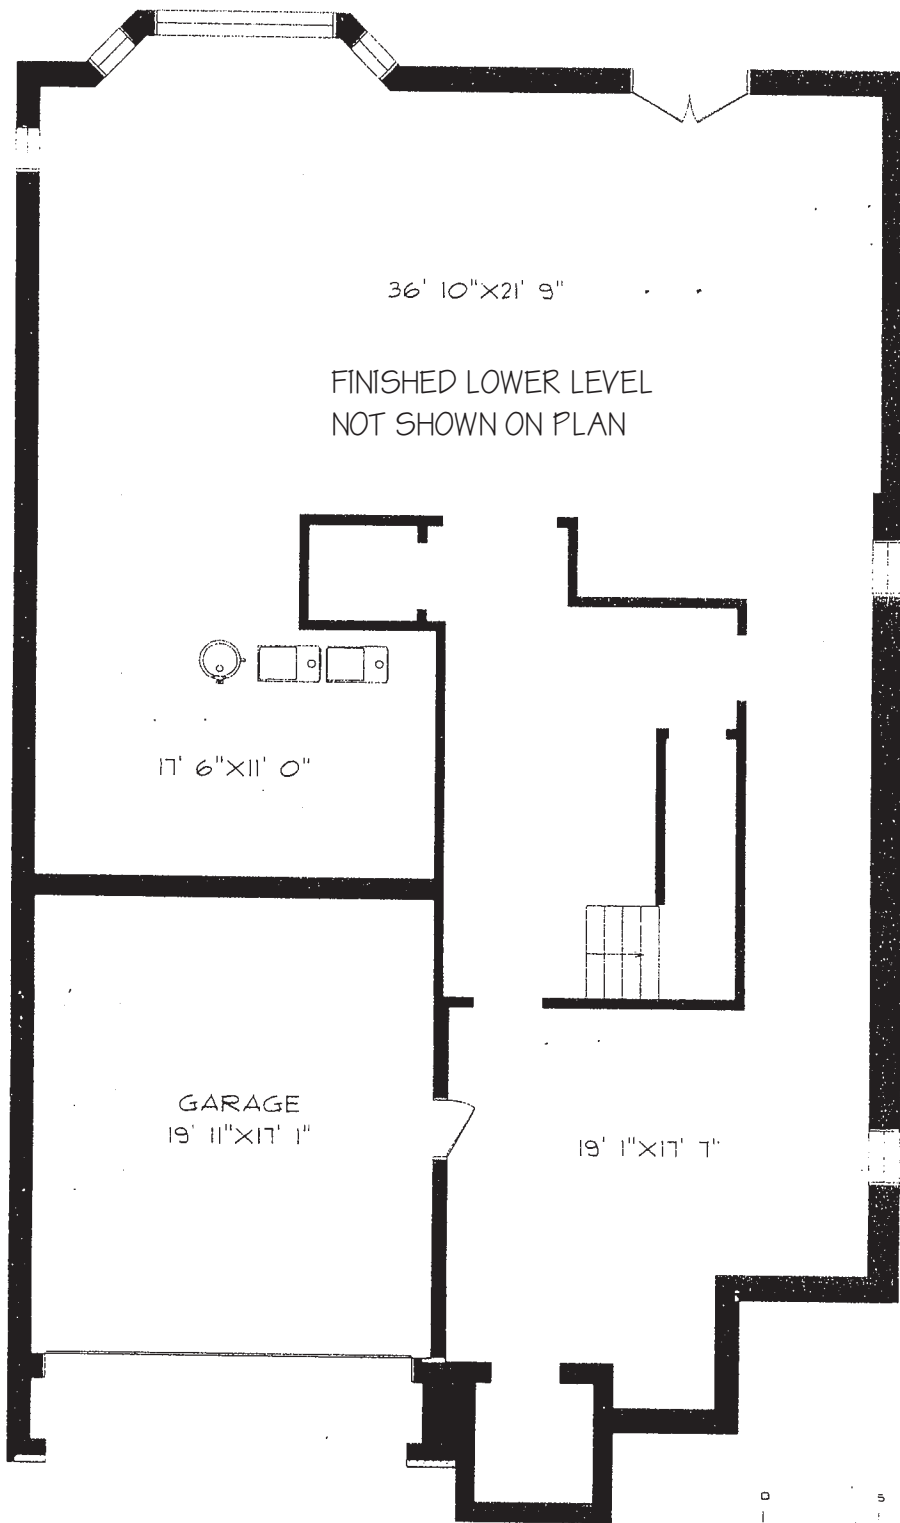 36' 10"X21' 9"
FINISHED LOWER LEVEL
NOT SHOWN ON PLAN
17' 6"X11' 0"
GARAGE
19' 11"X17' 1"
19' 1"X17' 7"
0 5